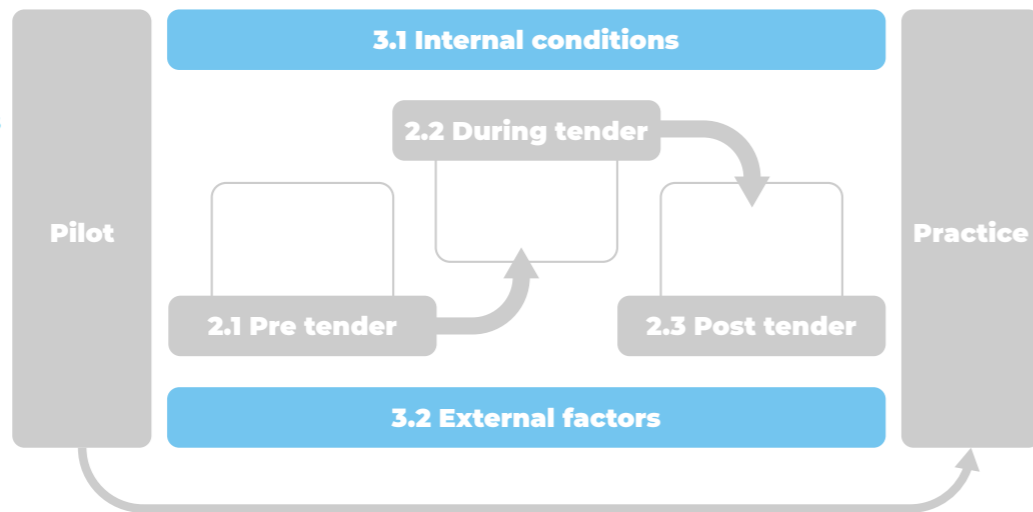 3.1 Internal conditions
2.2 During tender
Pilot
Practice
2.1 Pre tender
2.3 Post tender
3.2 External factors